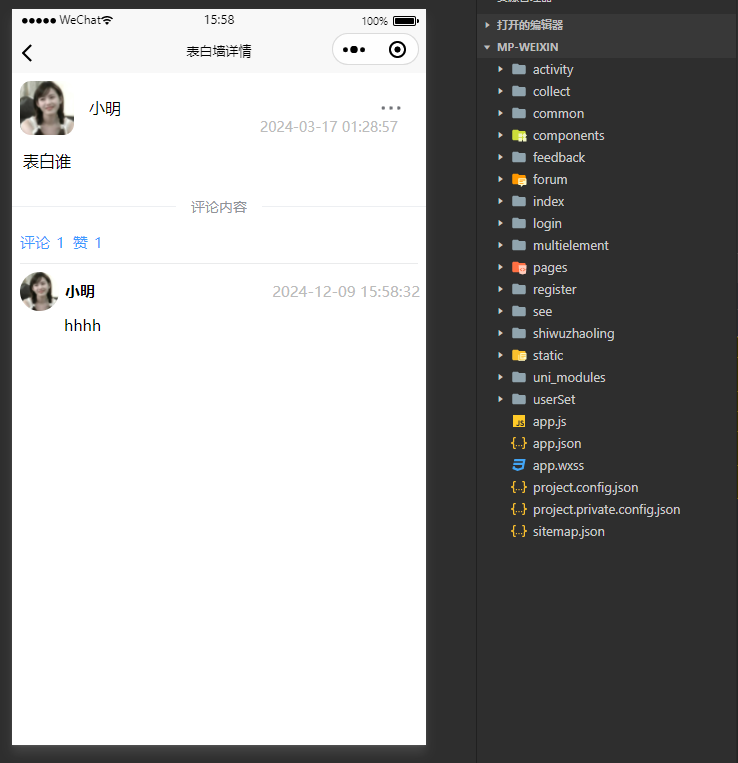 WeChat 15:58 100%
表白墙详情
小明
2024-03-17 01:28:57
表白谁
评论内容
评论 1 赞 1
小明 2024-12-09 15:58:32
hhhh
打开的编辑器
MP-WEIXIN
activity
collect
common
components
feedback
forum
index
login
multielement
pages
register
see
shiwuzhaoling
static
uni_modules
userSet
JS app.js
{..} app.json
app.wxss
{..} project.config.json
{..} project.private.config.json
{..} sitemap.json